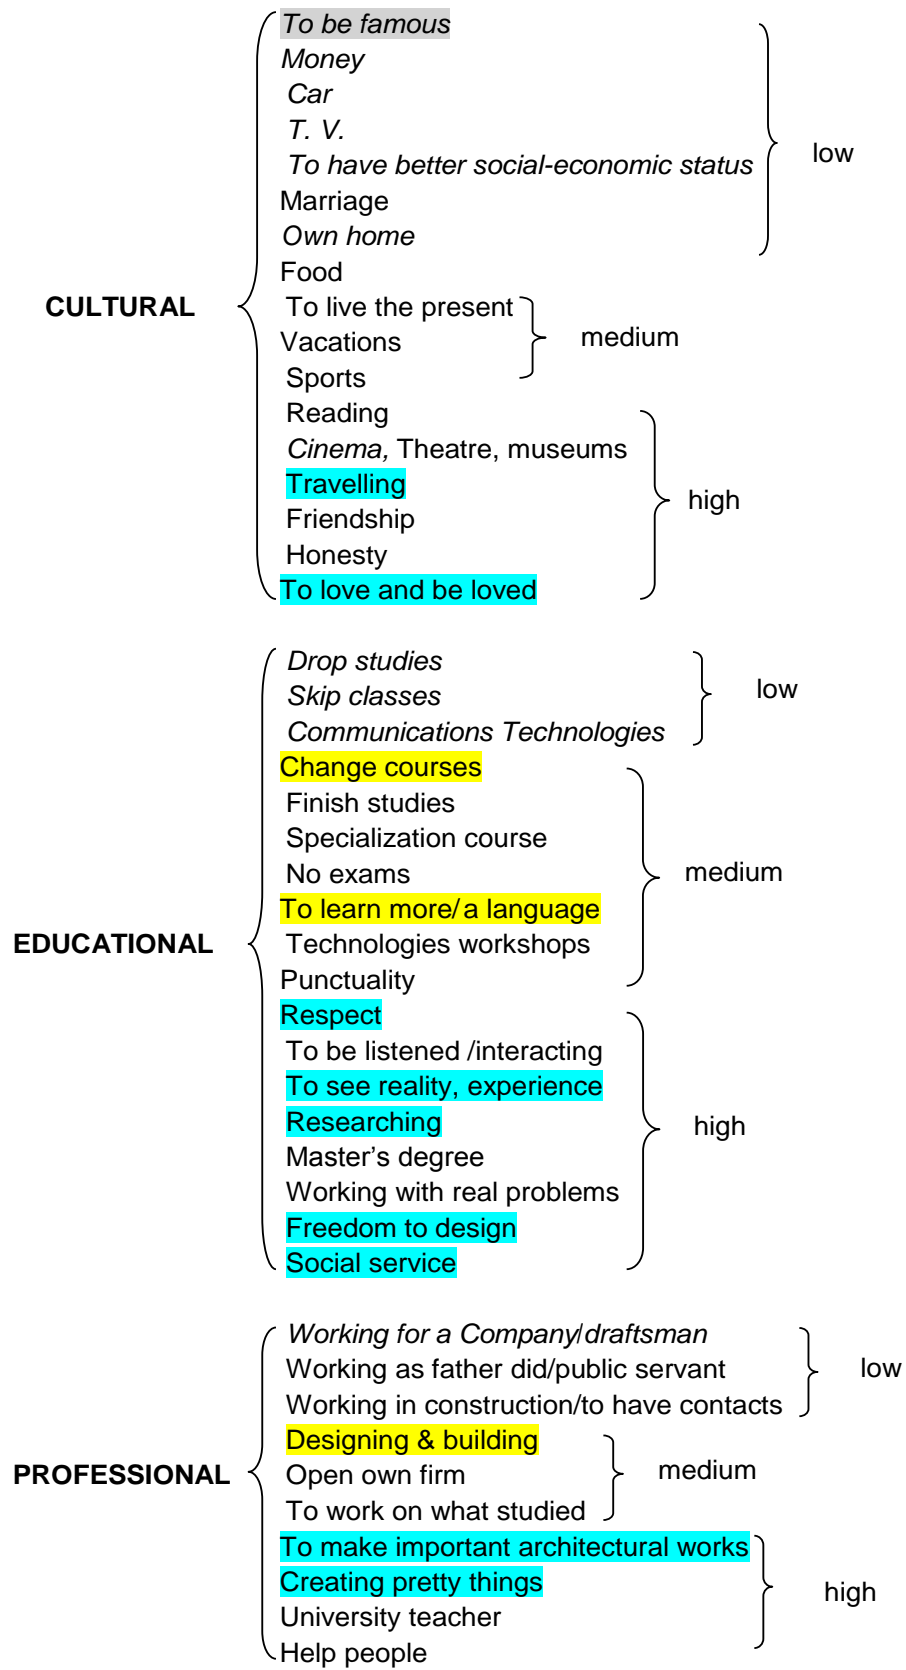 To be famous
Money
Car
T. V.
To have better social-economic status
low
Marriage
Own home
Food
CULTURAL
To live the present
Vacations
medium
Sports
Reading
Cinema, Theatre, museums
Travelling
high
Friendship
Honesty
To love and be loved
Drop studies
Skip classes
low
Communications Technologies
Change courses
Finish studies
Specialization course
No exams
medium
To learn more/ a language
EDUCATIONAL
Technologies workshops
Punctuality
Respect
To be listened /interacting
To see reality, experience
Researching
high
Master's degree
Working with real problems
Freedom to design
Social service
Working for a Company/draftsman
Working as father did/public servant
low
Working in construction/to have contacts
Designing & building
PROFESSIONAL
Open own firm
medium
To work on what studied
To make important architectural works
Creating pretty things
high
University teacher
Help people